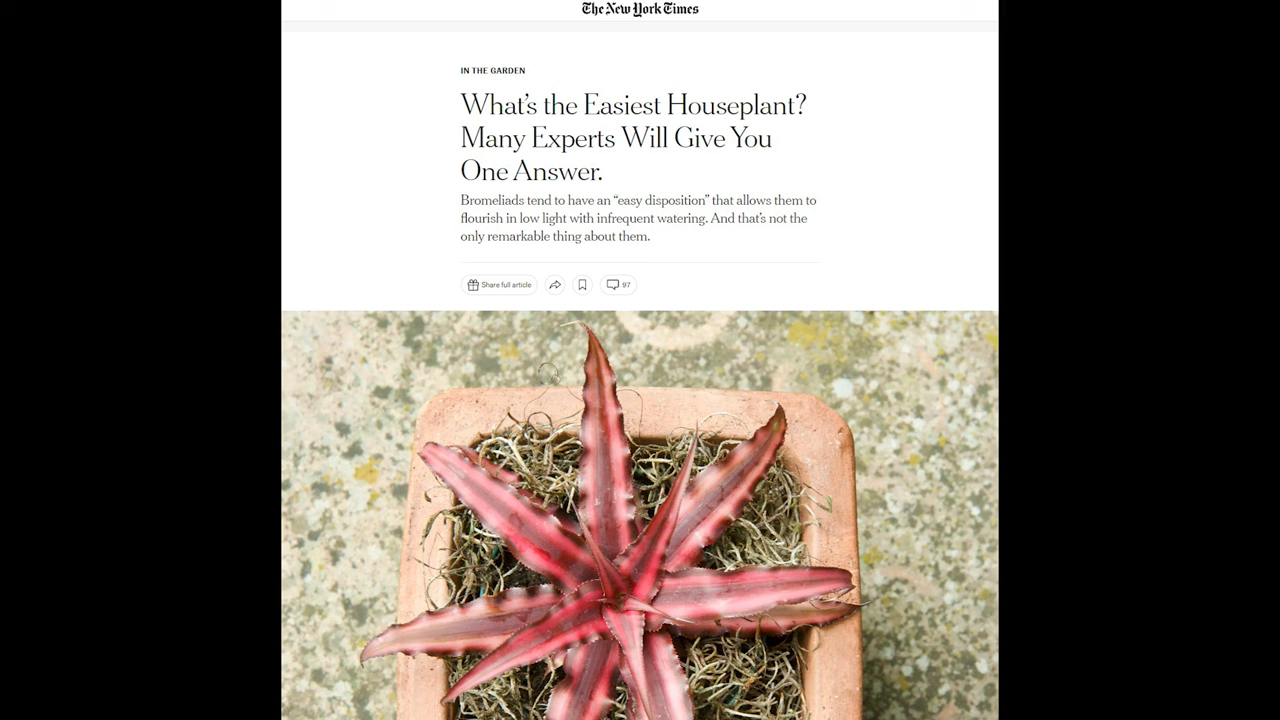 The New York Times
IN THE GARDEN
What's the Easiest Houseplant?
Many Experts Will Give You
One Answer.
Bromeliads tend to have an “easy disposition” that allows them to
flourish in low light with infrequent watering. And that's not the
only remarkable thing about them.
Share full article
97